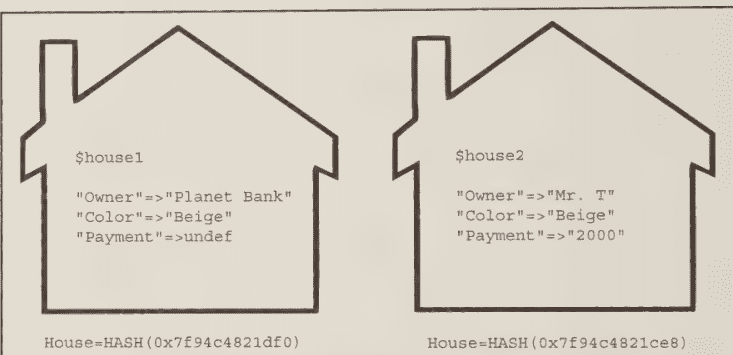 $house1
"Owner"=>"Planet Bank"
"Color"=>"Beige"
"Payment"=>undef
House=HASH(0x7f94c4821df0)
$house2
"Owner"=>"Mr. T"
"Color"=>"Beige"
"Payment"=>"2000"
House=HASH(0x7f94c4821ce8)